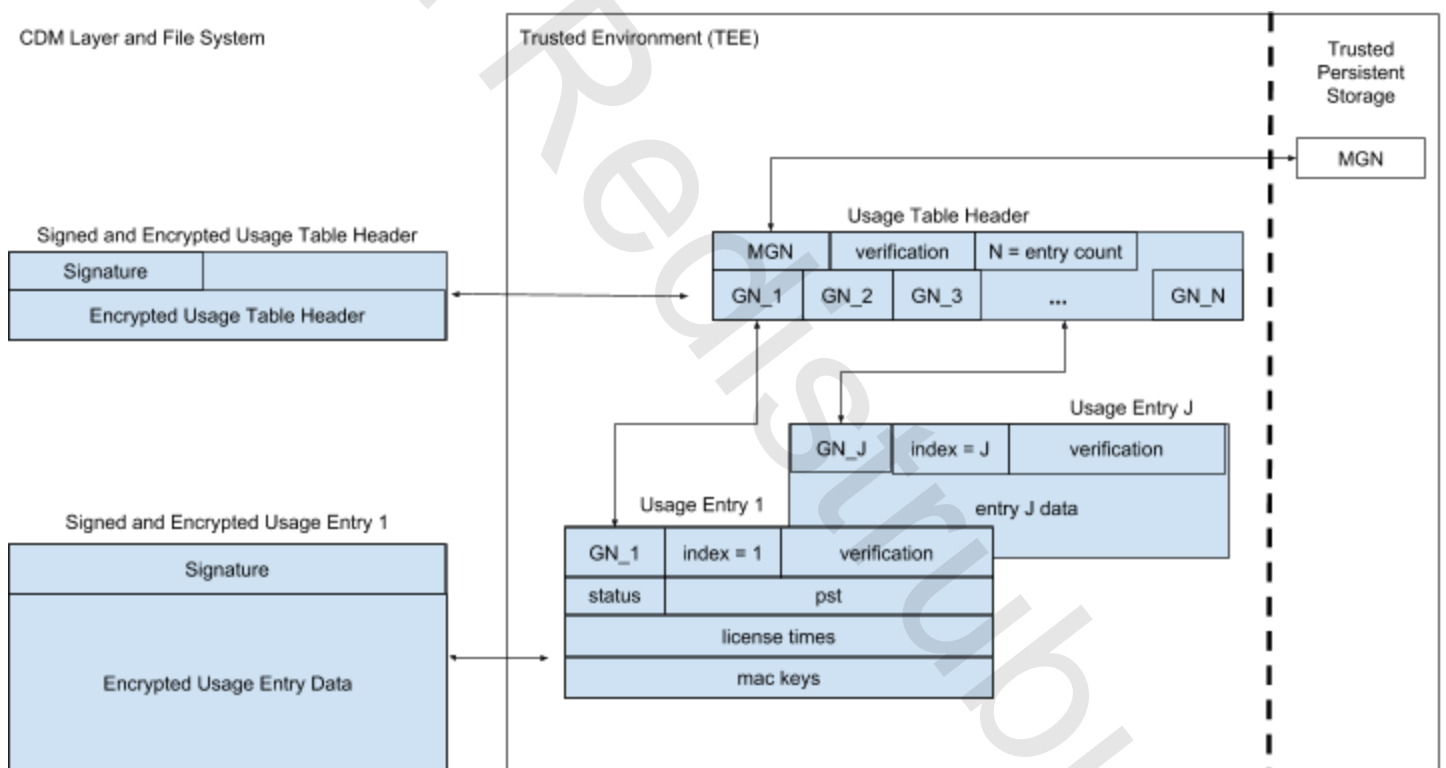 CDM Layer and File System
Trusted Environment (TEE)
Trusted
Persistent
Storage
MGN
Usage Table Header
Signed and Encrypted Usage Table Header
MGN verification N = entry count
Signature
GN_1 GN_2 GN_3 ... GN_N
Encrypted Usage Table Header
Usage Entry J
GN_J index = J verification
Usage Entry 1
entry J data
Signed and Encrypted Usage Entry 1
GN_1 index = 1 verification
Signature
status pst
license times
mac keys
Encrypted Usage Entry Data
Redistrib